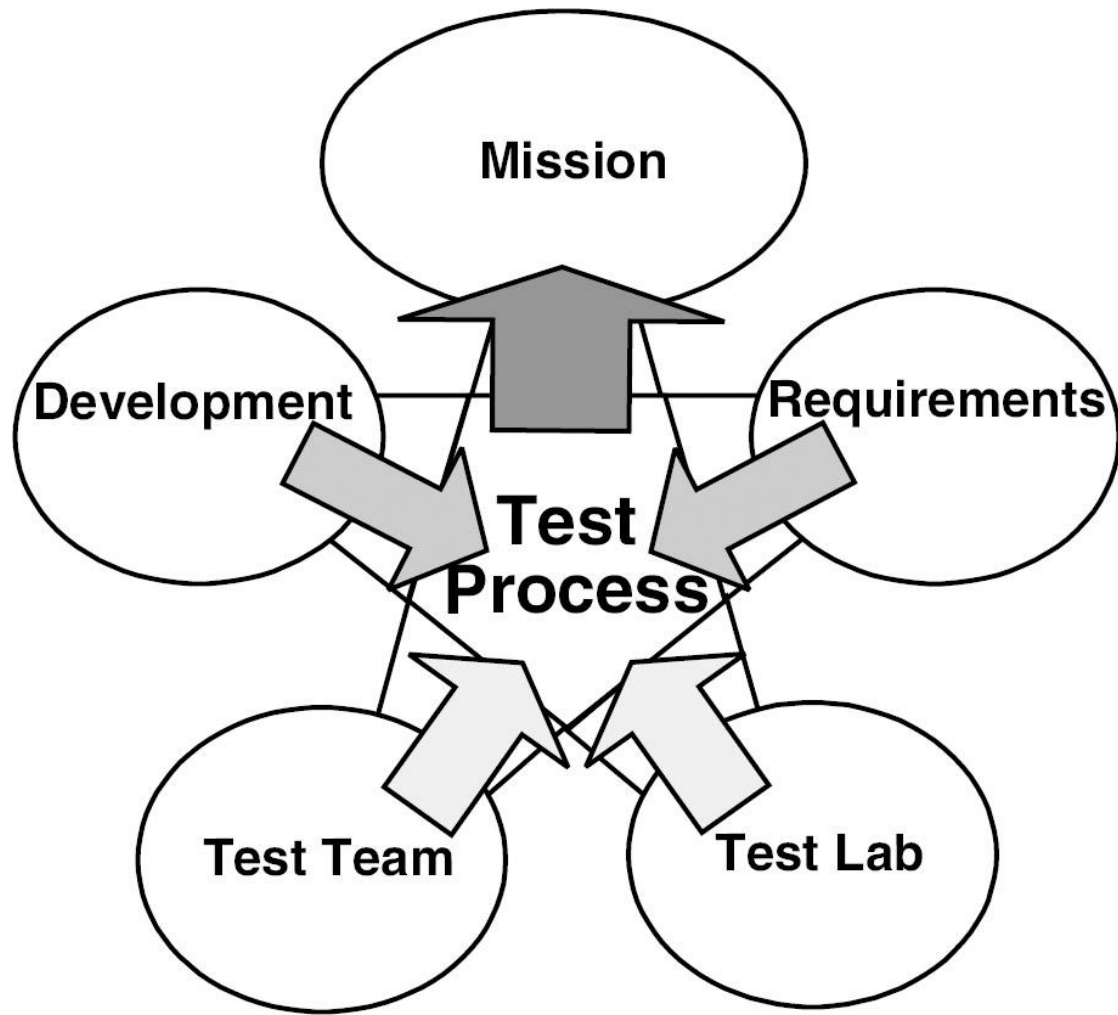 Mission
Development
Requirements
Test
Process
Test Team
Test Lab